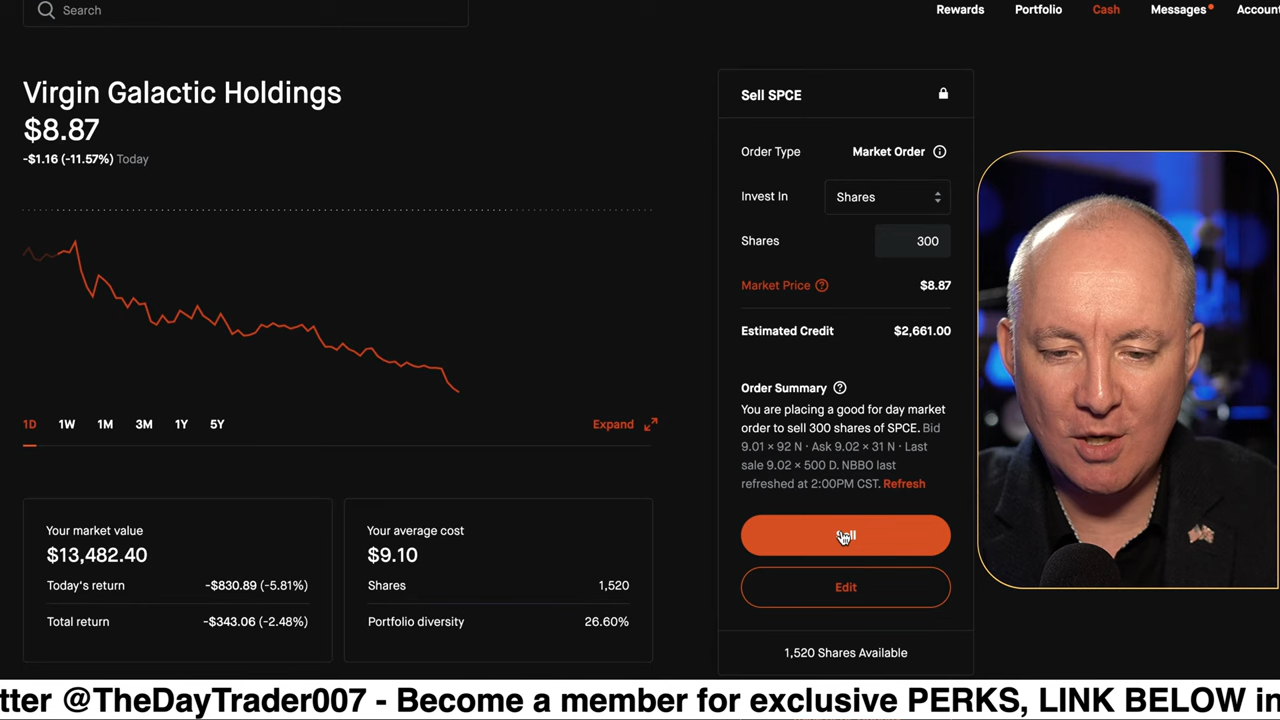 Search
Rewards
Portfolio
Cash
Messages
Account
Virgin Galactic Holdings
$8.87
-$1.16 (-11.57%) Today
1D
1W
1M
3M
1Y
5Y
Expand
Your market value
$13,482.40
Today's return
-$830.89 (-5.81%)
Total return
-$343.06 (-2.48%)
Your average cost
$9.10
Shares
1,520
Portfolio diversity
26.60%
Sell SPCE
Order Type
Market Order
Invest In
Shares
Shares
300
Market Price
$8.87
Estimated Credit
$2,661.00
Order Summary
You are placing a good for day market
order to sell 300 shares of SPCE. Bid
9.01 × 92 N · Ask 9.02 × 31 N · Last
sale 9.02 × 500 D. NBBO last
refreshed at 2:00PM CST. Refresh
Edit
1,520 Shares Available
tter @TheDayTrader007 - Become a member for exclusive PERKS, LINK BELOW in